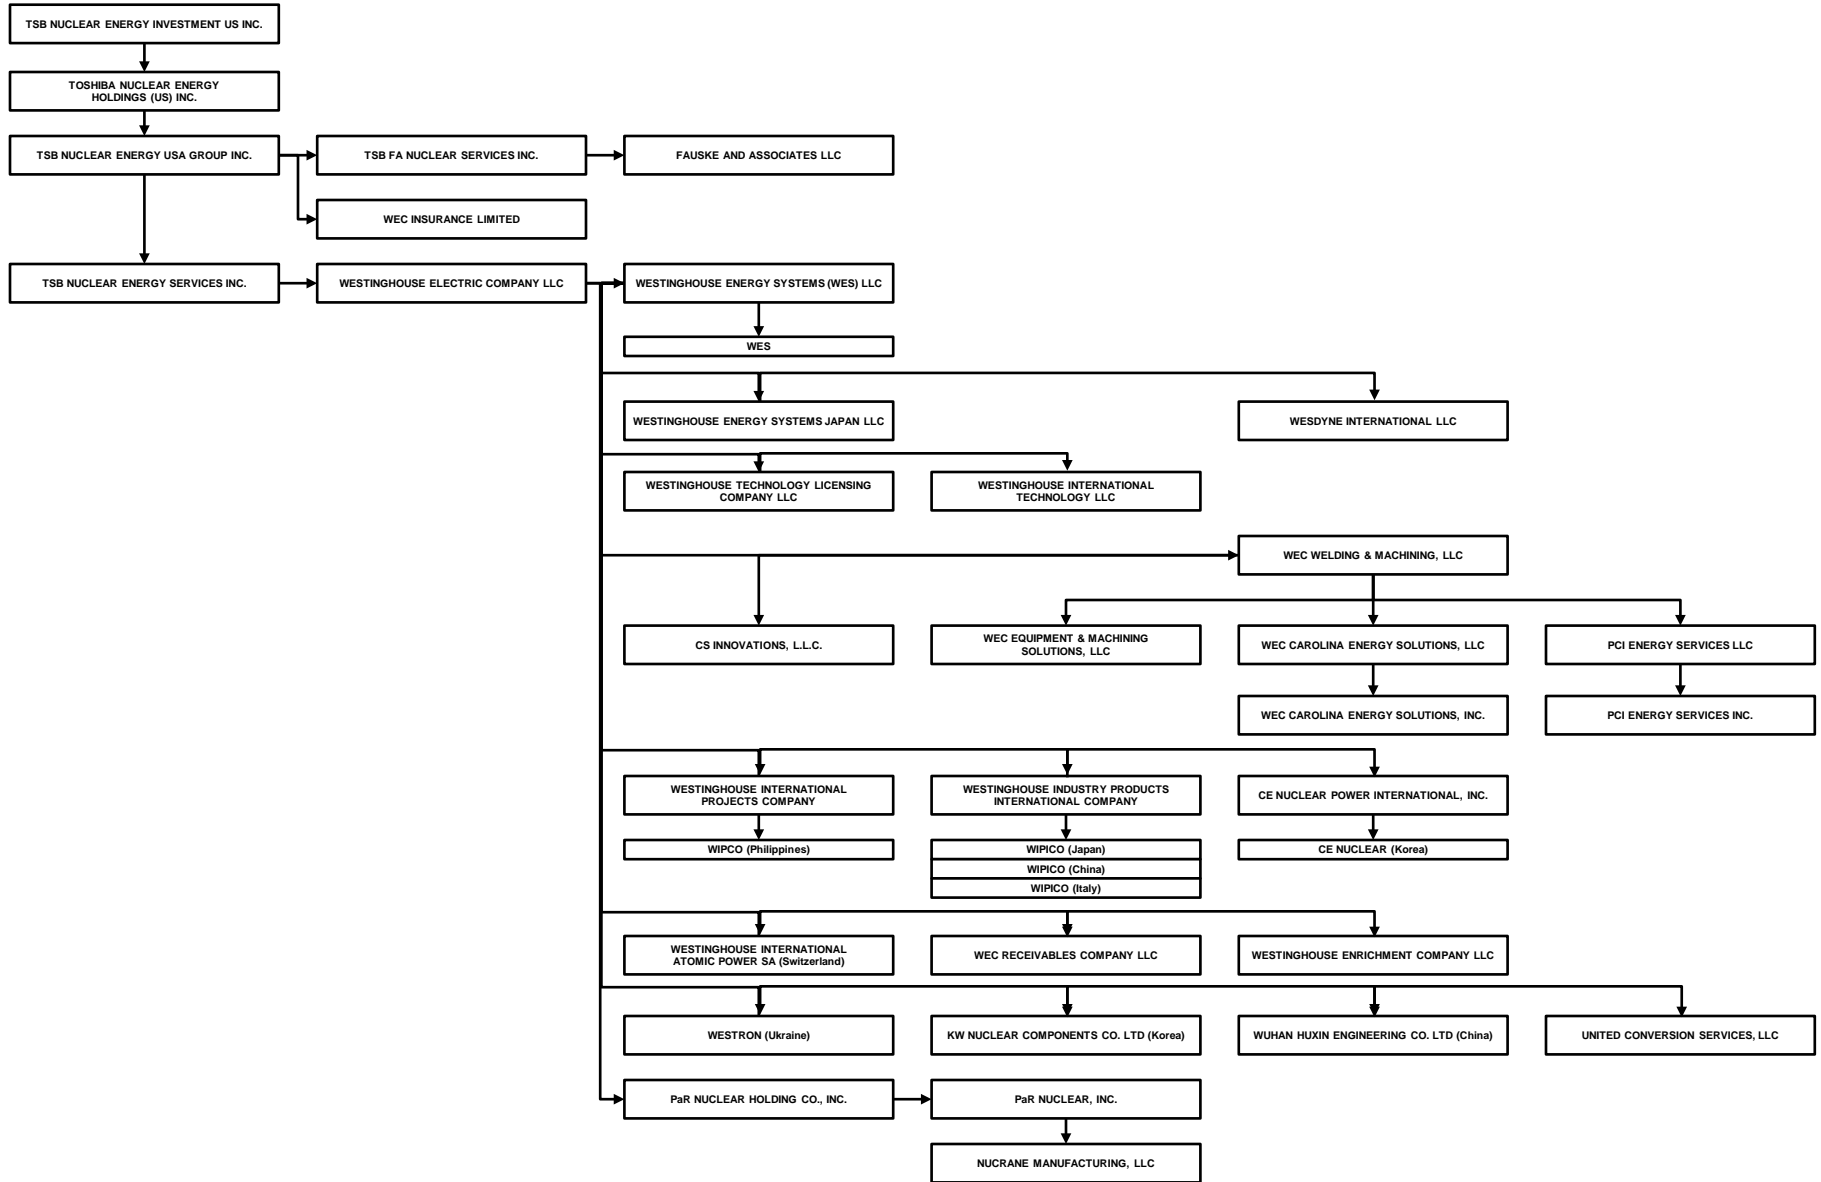 TSB NUCLEAR ENERGY INVESTMENT US INC.
TOSHIBA NUCLEAR ENERGY
HOLDINGS (US) INC.
TSB NUCLEAR ENERGY USA GROUP INC.
TSB FA NUCLEAR SERVICES INC.
FAUSKE AND ASSOCIATES LLC
WEC INSURANCE LIMITED
TSB NUCLEAR ENERGY SERVICES INC.
WESTINGHOUSE ELECTRIC COMPANY LLC
WESTINGHOUSE ENERGY SYSTEMS (WES) LLC
WES
WESTINGHOUSE ENERGY SYSTEMS JAPAN LLC
WESDYNE INTERNATIONAL LLC
WESTINGHOUSE TECHNOLOGY LICENSING
COMPANY LLC
WESTINGHOUSE INTERNATIONAL
TECHNOLOGY LLC
WEC WELDING & MACHINING, LLC
CS INNOVATIONS, L.L.C.
WEC EQUIPMENT & MACHINING
SOLUTIONS, LLC
WEC CAROLINA ENERGY SOLUTIONS, LLC
PCI ENERGY SERVICES LLC
WEC CAROLINA ENERGY SOLUTIONS, INC.
PCI ENERGY SERVICES INC.
WESTINGHOUSE INTERNATIONAL
PROJECTS COMPANY
WESTINGHOUSE INDUSTRY PRODUCTS
INTERNATIONAL COMPANY
CE NUCLEAR POWER INTERNATIONAL, INC.
WIPCO (Philippines)
WIPICO (Japan)
WIPICO (China)
WIPICO (Italy)
CE NUCLEAR (Korea)
WESTINGHOUSE INTERNATIONAL
ATOMIC POWER SA (Switzerland)
WEC RECEIVABLES COMPANY LLC
WESTINGHOUSE ENRICHMENT COMPANY LLC
WESTRON (Ukraine)
KW NUCLEAR COMPONENTS CO. LTD (Korea)
WUHAN HUXIN ENGINEERING CO. LTD (China)
UNITED CONVERSION SERVICES, LLC
PaR NUCLEAR HOLDING CO., INC.
PaR NUCLEAR, INC.
NUCRANE MANUFACTURING, LLC